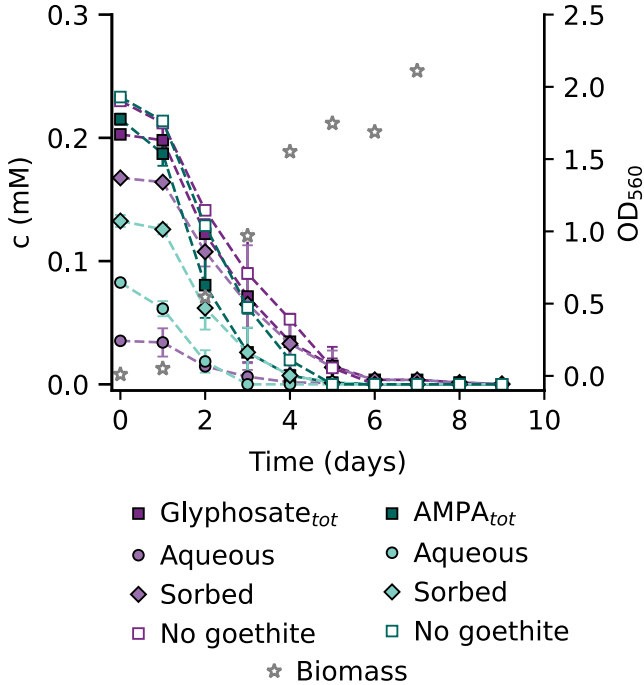 0.3
0.2
0.1
0.0
c (mM)
2.5
2.0
1.5
1.0
0.5
0.0
OD560
0 2 4 6 8 10
Time (days)
Glyphosate_tot AMPA_tot
Aqueous Aqueous
Sorbed Sorbed
No goethite No goethite
Biomass